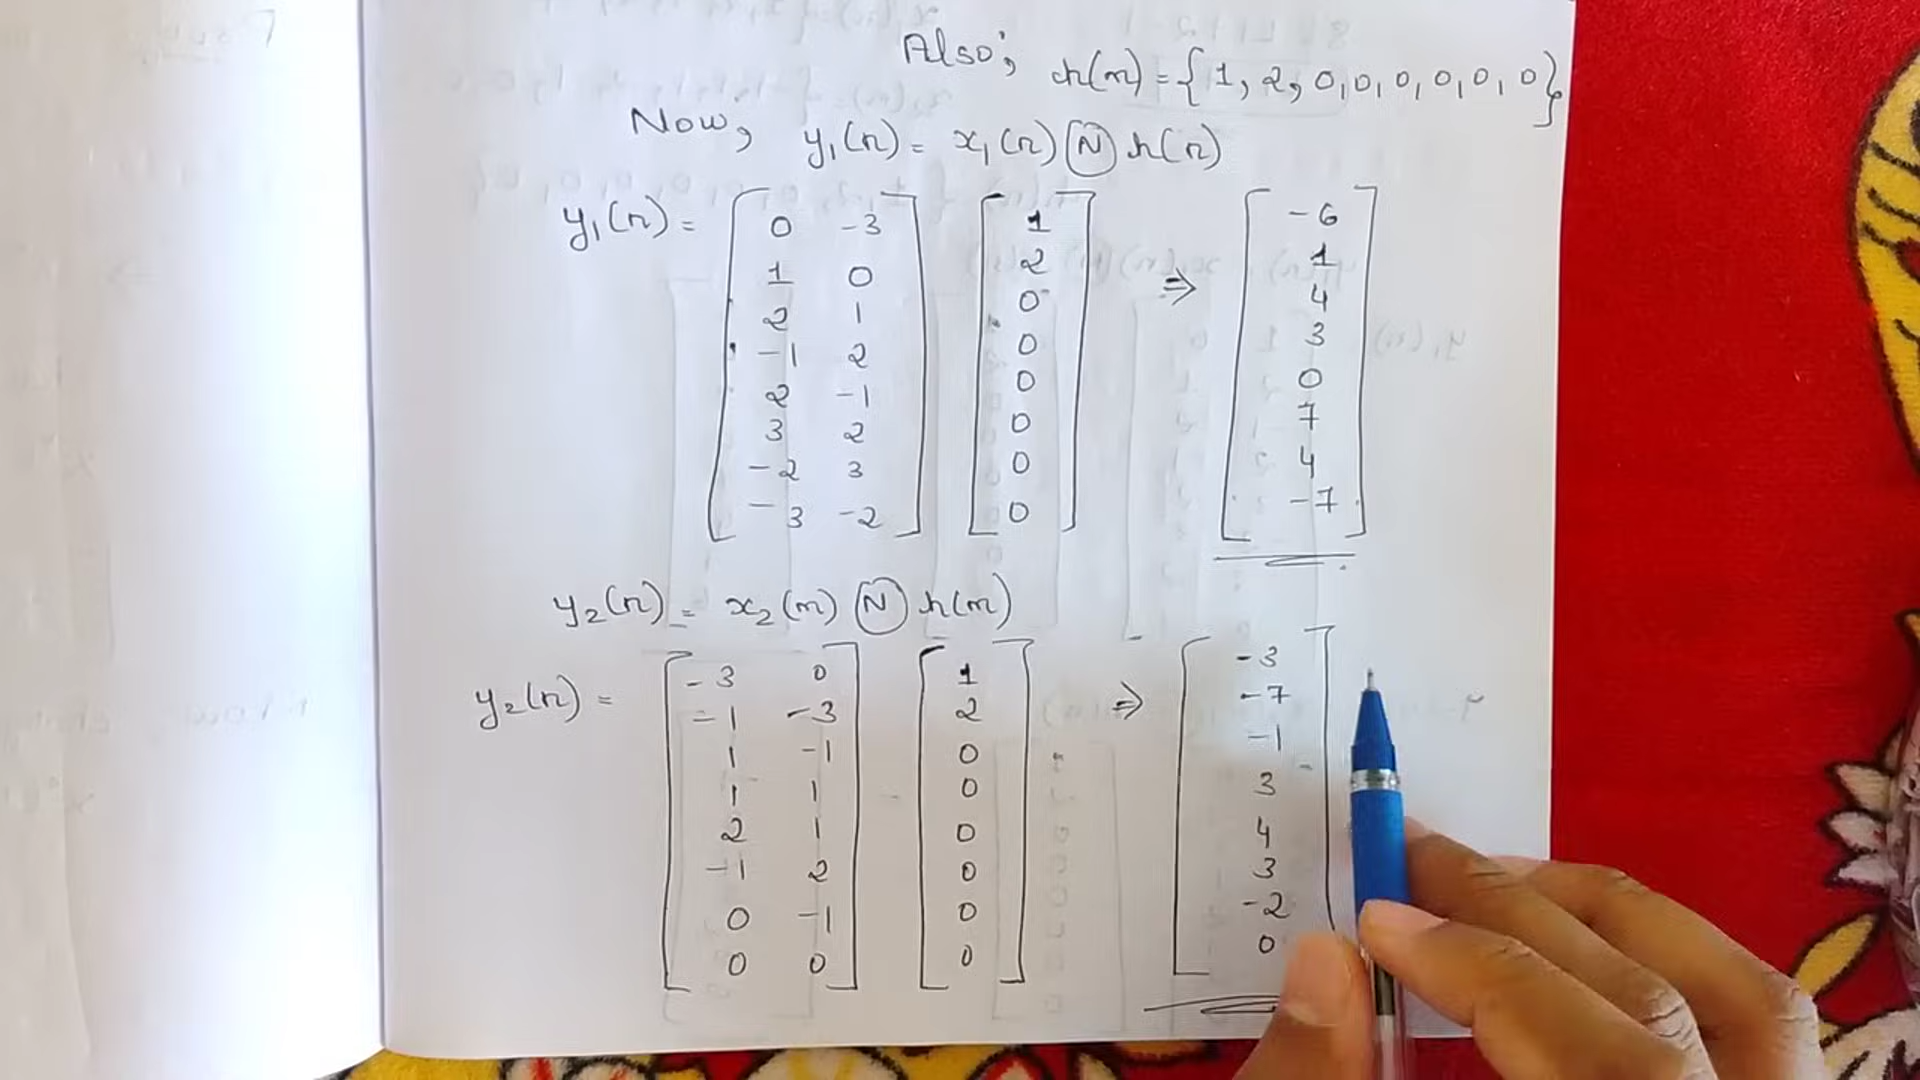 Also; h(n) = {1, 2, 0, 0, 0, 0, 0, 0}
Now, y₁(n) = x₁(n) Ⓝ h(n)
y₁(n) = [ 0 -3 ] [ 1 ] ⇒ [ -6 ]
1 0 2 1
2 1 0 4
-1 2 0 3
2 -1 0 0
3 2 0 7
-2 3 0 4
-3 -2 0 -7
y₂(n) = x₂(n) Ⓝ h(n)
y₂(n) = [ -3 0 ] [ 1 ] ⇒ [ -3 ]
-1 -3 2 -7
1 -1 0 -1
1 1 0 3
2 1 0 4
-1 2 0 3
0 -1 0 -2
0 0 0 0